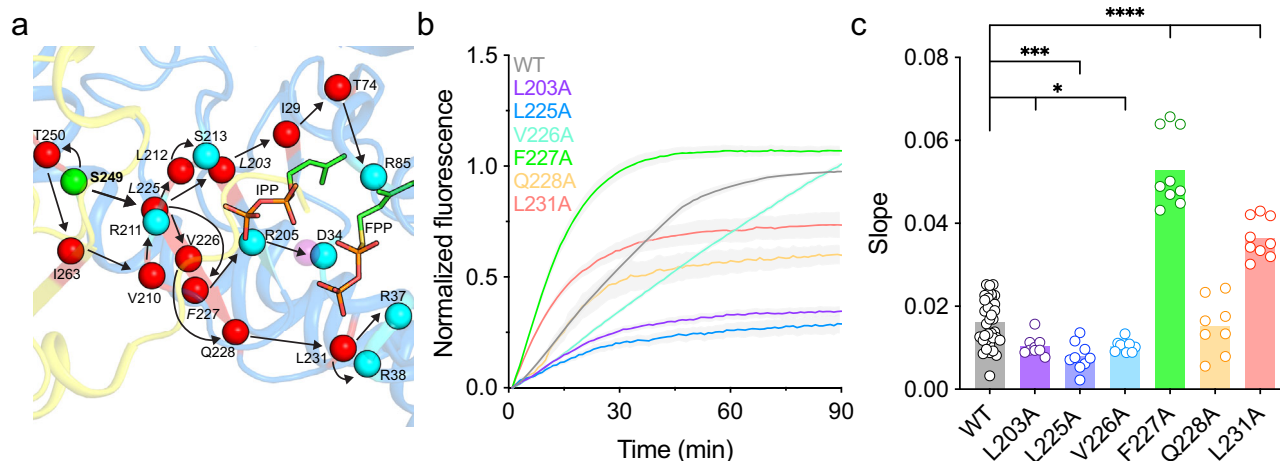 a
T250
S249
L225
R211
I263
V210
L212
S213
L203
I29
T74
R85
IPP
FPP
V226
R205
D34
F227
Q228
L231
R37
R38
b
Normalized fluorescence
1.5
1.0
0.5
0.0
WT
L203A
L225A
V226A
F227A
Q228A
L231A
0 30 60 90
Time (min)
c
****
***
*
Slope
0.08
0.06
0.04
0.02
0.00
WT
L203A
L225A
V226A
F227A
Q228A
L231A